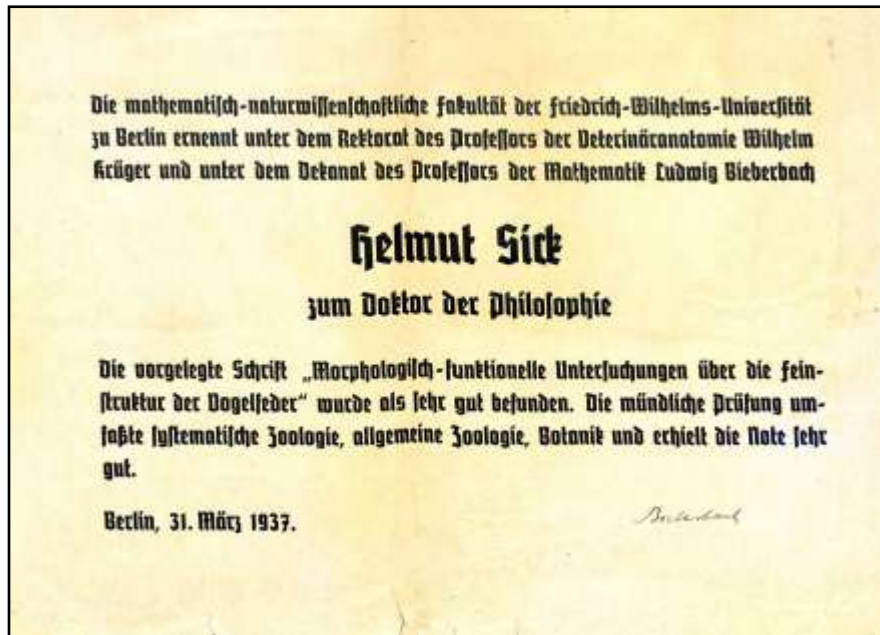 Die mathematisch-naturwissenschaftliche Fakultät der Friedrich-Wilhelms-Universität
zu Berlin ernennt unter dem Rektorat des Professors der Veterinäranatomie Wilhelm
Krüger und unter dem Dekanat des Professors der Mathematik Ludwig Bieberbach
Helmut Sick
zum Doktor der Philosophie
Die vorgelegte Schrift „Morphologisch-funktionelle Untersuchungen über die Fein-
struktur der Vogelfeder“ wurde als sehr gut befunden. Die mündliche Prüfung um-
faßte systematische Zoologie, allgemeine Zoologie, Botanik und erhielt die Note sehr
gut.
Berlin, 31. März 1937.
Bieberbach